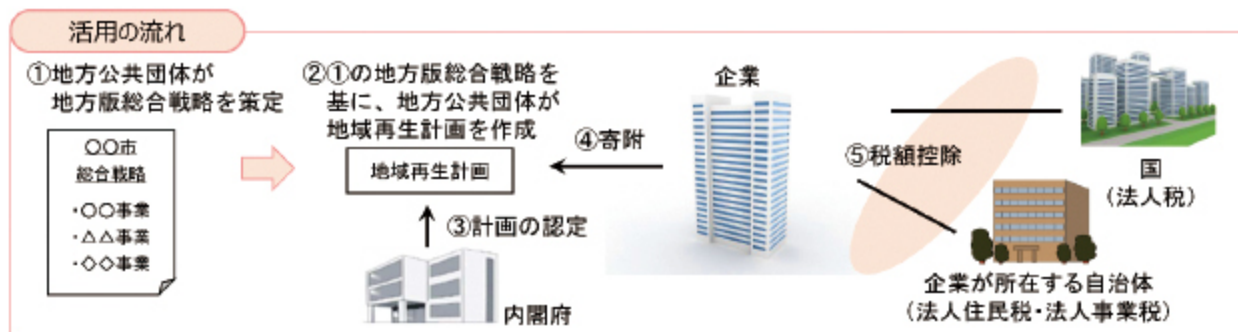 活用の流れ
①地方公共団体が
地方版総合戦略を策定
〇〇市
総合戦略
・〇〇事業
・△△事業
・◇◇事業
②①の地方版総合戦略を
基に、地方公共団体が
地域再生計画を作成
地域再生計画
③計画の認定
内閣府
④寄附
企業
⑤税額控除
国
（法人税）
企業が所在する自治体
（法人住民税・法人事業税）